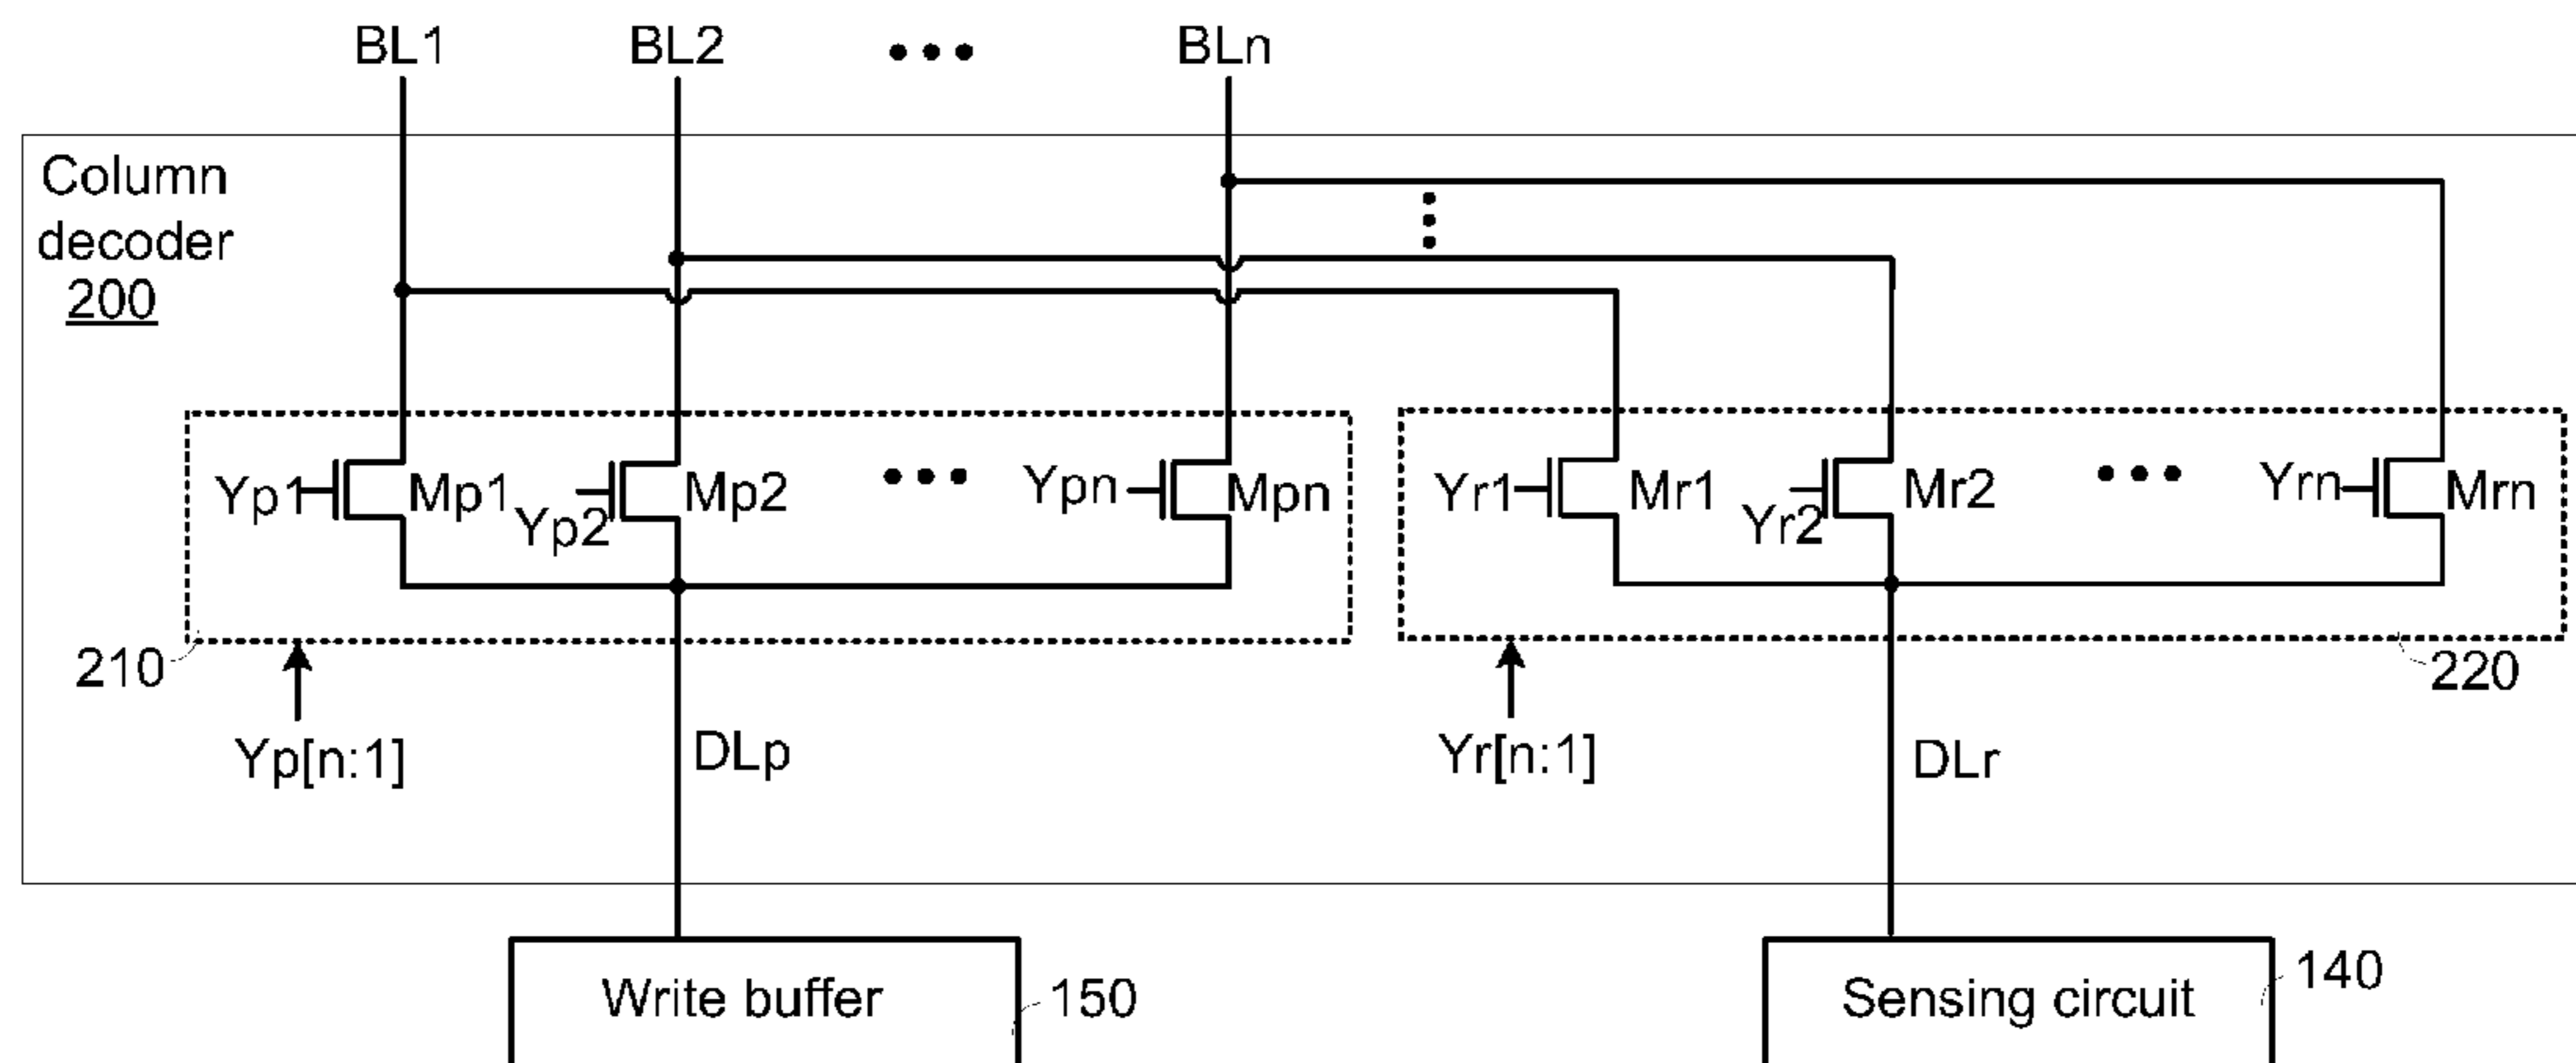 BL1 BL2 ••• BLn
Column
decoder
200
Yp1 Mp1 Yp2 Mp2 ••• Ypn Mpn Yr1 Mr1 Yr2 Mr2 ••• Yrn Mrn
210 220
Yp[n:1] DLp Yr[n:1] DLr
Write buffer 150 Sensing circuit 140